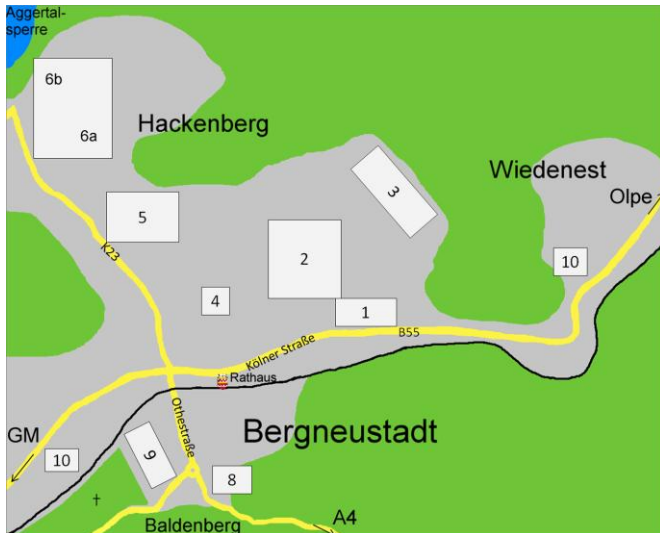 Aggertal-
sperre
6b
6a
Hackenberg
3
Wiedenest
Olpe
5
K23
2
10
4
1
B55
Kölner Straße
Rathaus
Othestraße
Bergneustadt
GM
10
9
8
Baldenberg
A4